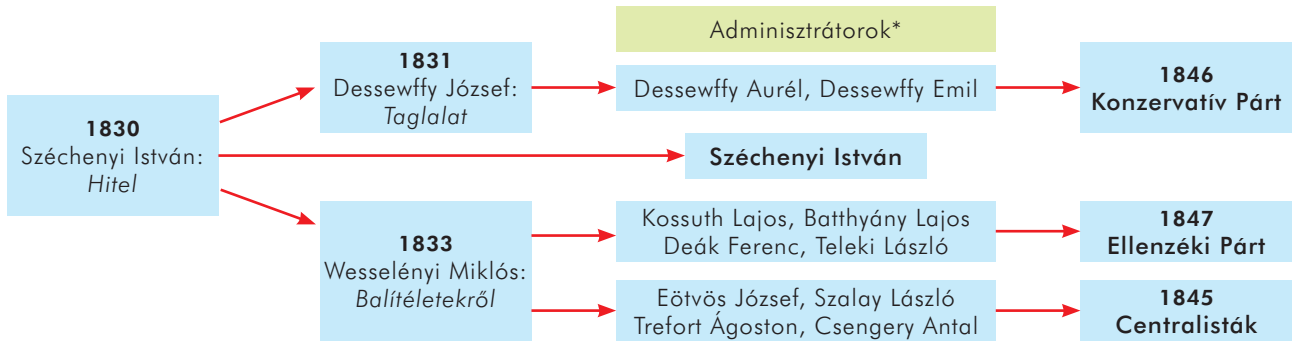 1830
Széchenyi István:
Hitel
1831
Dessewffy József:
Taglalat
1833
Wesselényi Miklós:
Balítéletekről
Adminisztrátorok*
Dessewffy Aurél, Dessewffy Emil
Széchenyi István
Kossuth Lajos, Batthyány Lajos
Deák Ferenc, Teleki László
Eötvös József, Szalay László
Trefort Ágoston, Csengery Antal
1846
Konzervatív Párt
1847
Ellenzéki Párt
1845
Centralisták